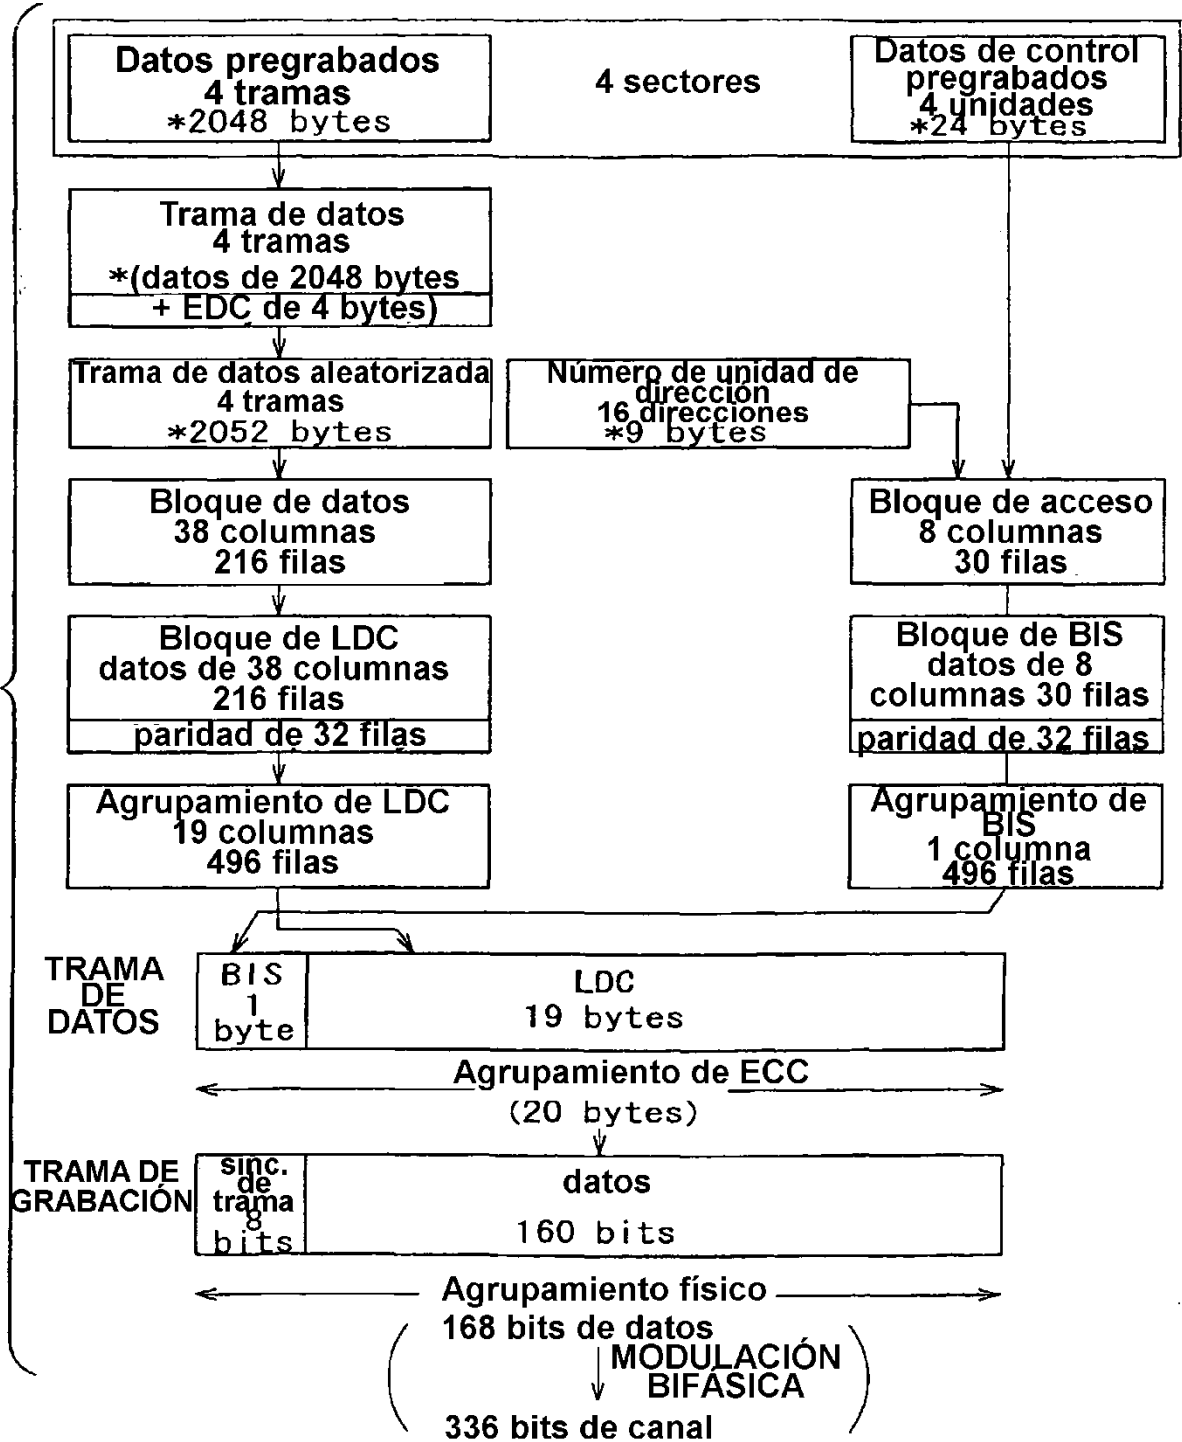 Datos pregrabados
4 tramas
*2048 bytes
4 sectores
Datos de control
pregrabados
4 unidades
*24 bytes
Trama de datos
4 tramas
*(datos de 2048 bytes
+ EDC de 4 bytes)
Trama de datos aleatorizada
4 tramas
*2052 bytes
Número de unidad de
dirección
16 direcciones
*9 bytes
Bloque de datos
38 columnas
216 filas
Bloque de acceso
8 columnas
30 filas
Bloque de LDC
datos de 38 columnas
216 filas
paridad de 32 filas
Bloque de BIS
datos de 8
columnas 30 filas
paridad de 32 filas
Agrupamiento de LDC
19 columnas
496 filas
Agrupamiento de
BIS
1 columna
496 filas
TRAMA
DE
DATOS
BIS
1
byte
LDC
19 bytes
Agrupamiento de ECC
(20 bytes)
TRAMA DE
GRABACIÓN
sinc.
de
trama
8
bits
datos
160 bits
Agrupamiento físico
168 bits de datos
MODULACIÓN
BIFÁSICA
336 bits de canal